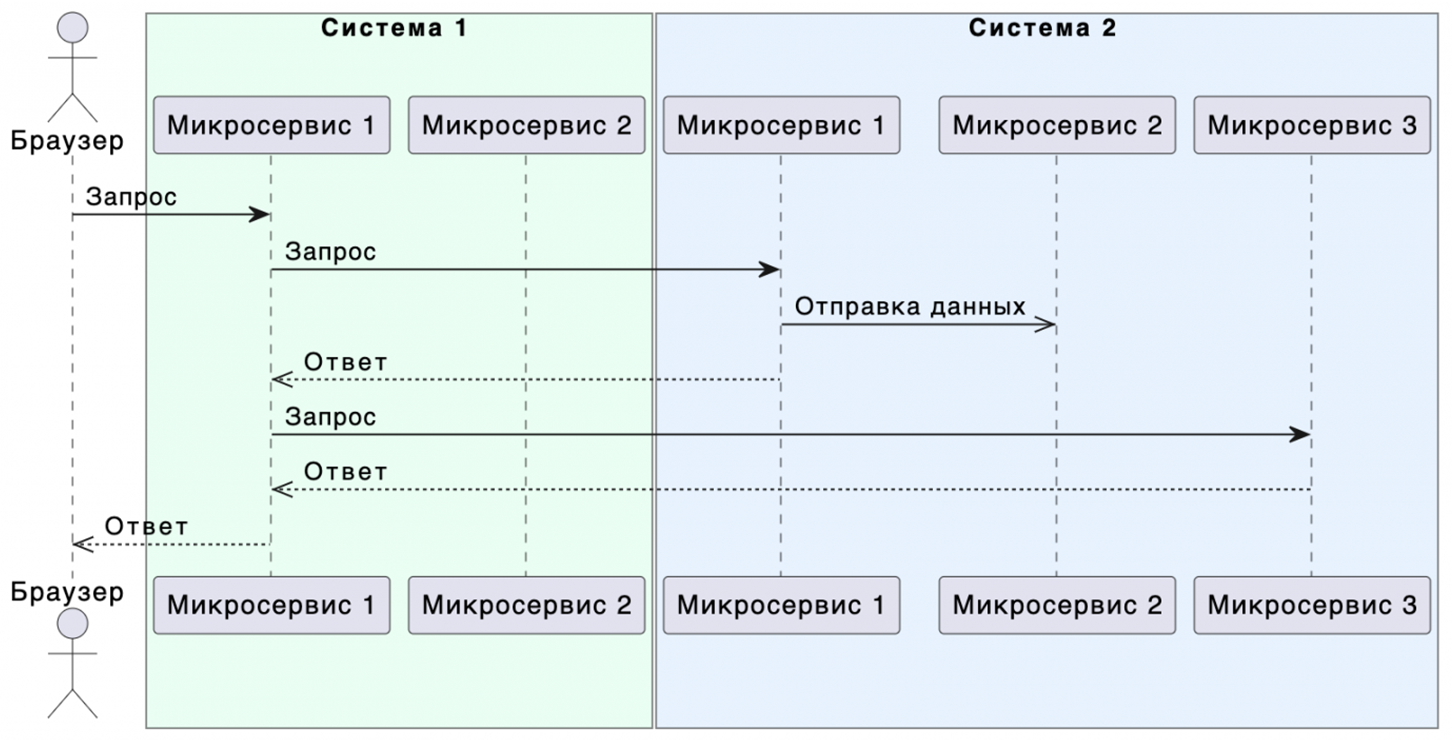 Система 1
Система 2
Браузер
Микросервис 1
Микросервис 2
Микросервис 1
Микросервис 2
Микросервис 3
Запрос
Запрос
Отправка данных
Ответ
Запрос
Ответ
Ответ
Браузер
Микросервис 1
Микросервис 2
Микросервис 1
Микросервис 2
Микросервис 3